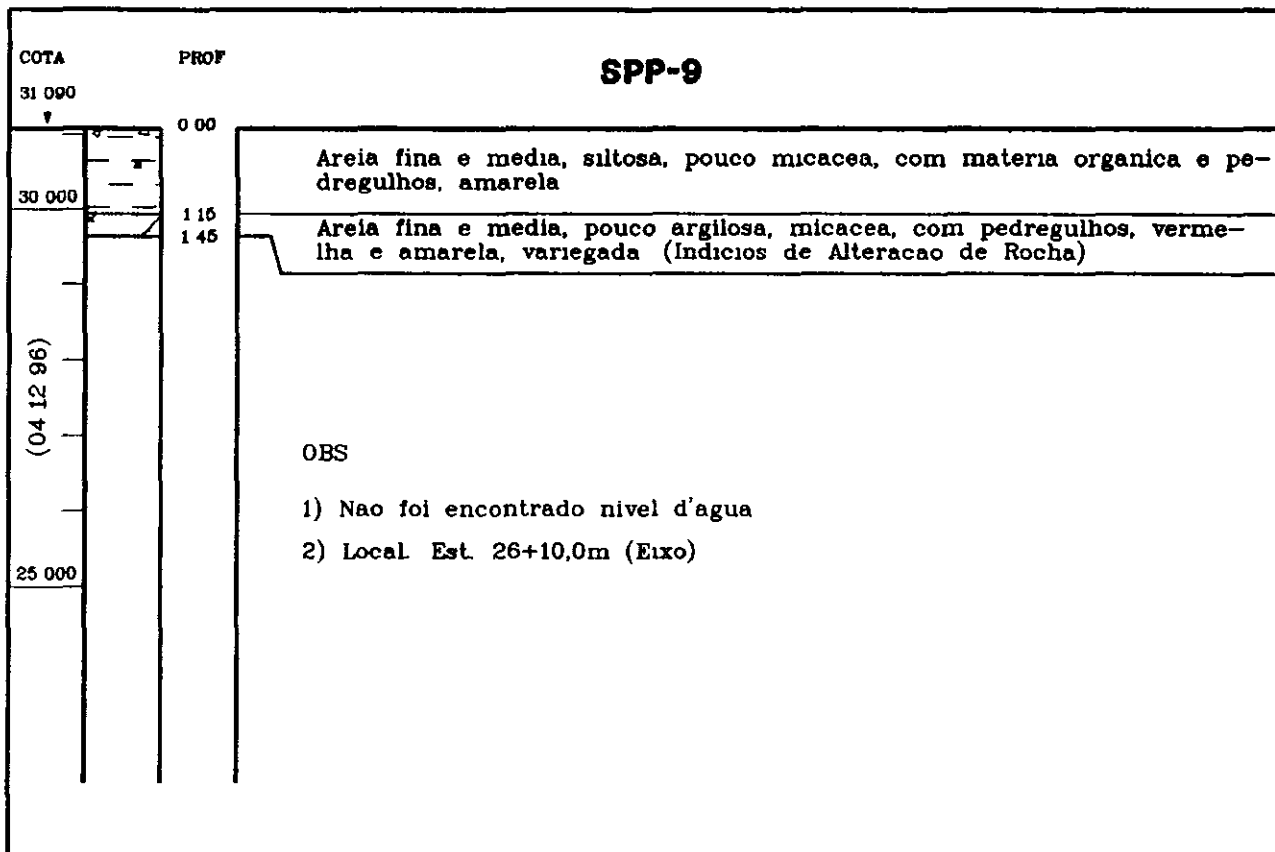 COTA PROF
SPP-9
31 090
0 00
Areia fina e media, siltosa, pouco micacea, com materia organica e pe-
dregulhos, amarela
30 000
1 15
Areia fina e media, pouco argilosa, micacea, com pedregulhos, verme-
1 45
lha e amarela, variegada (Indicios de Alteracao de Rocha)
(04 12 96)
OBS
1) Nao foi encontrado nivel d'agua
2) Local. Est. 26+10,0m (Eixo)
25 000